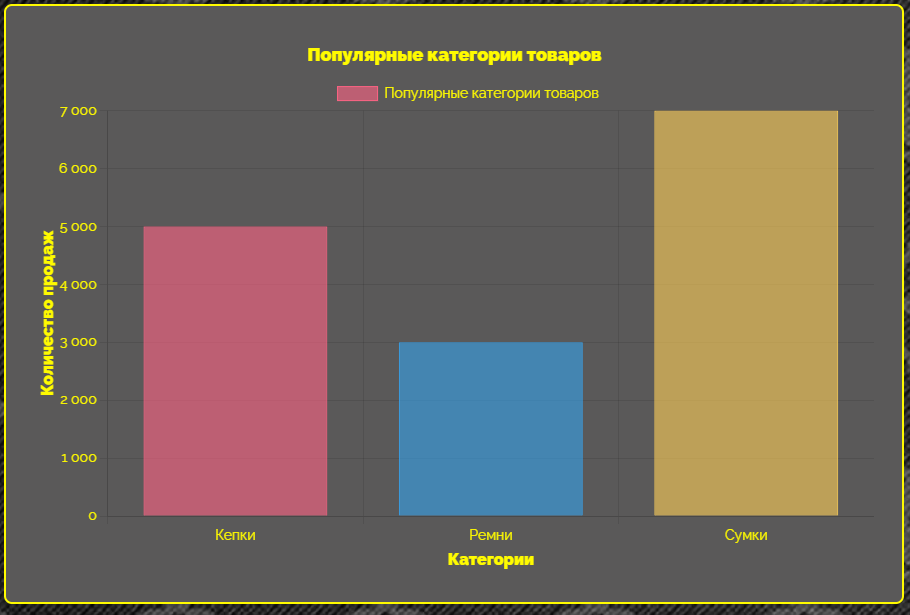 Популярные категории товаров
Популярные категории товаров
7 000
6 000
5 000
4 000
3 000
2 000
1 000
0
Количество продаж
Кепки Ремни Сумки
Категории